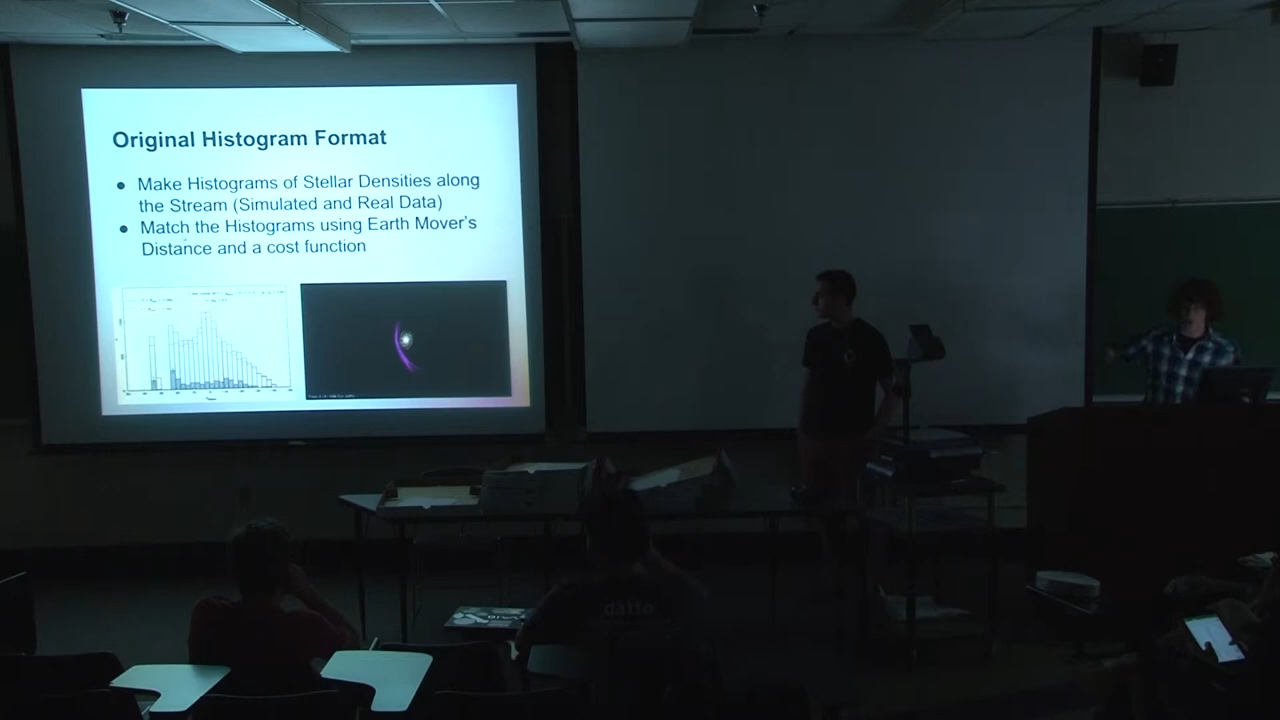 Original Histogram Format
● Make Histograms of Stellar Densities along
the Stream (Simulated and Real Data)
● Match the Histograms using Earth Mover's
Distance and a cost function
datto